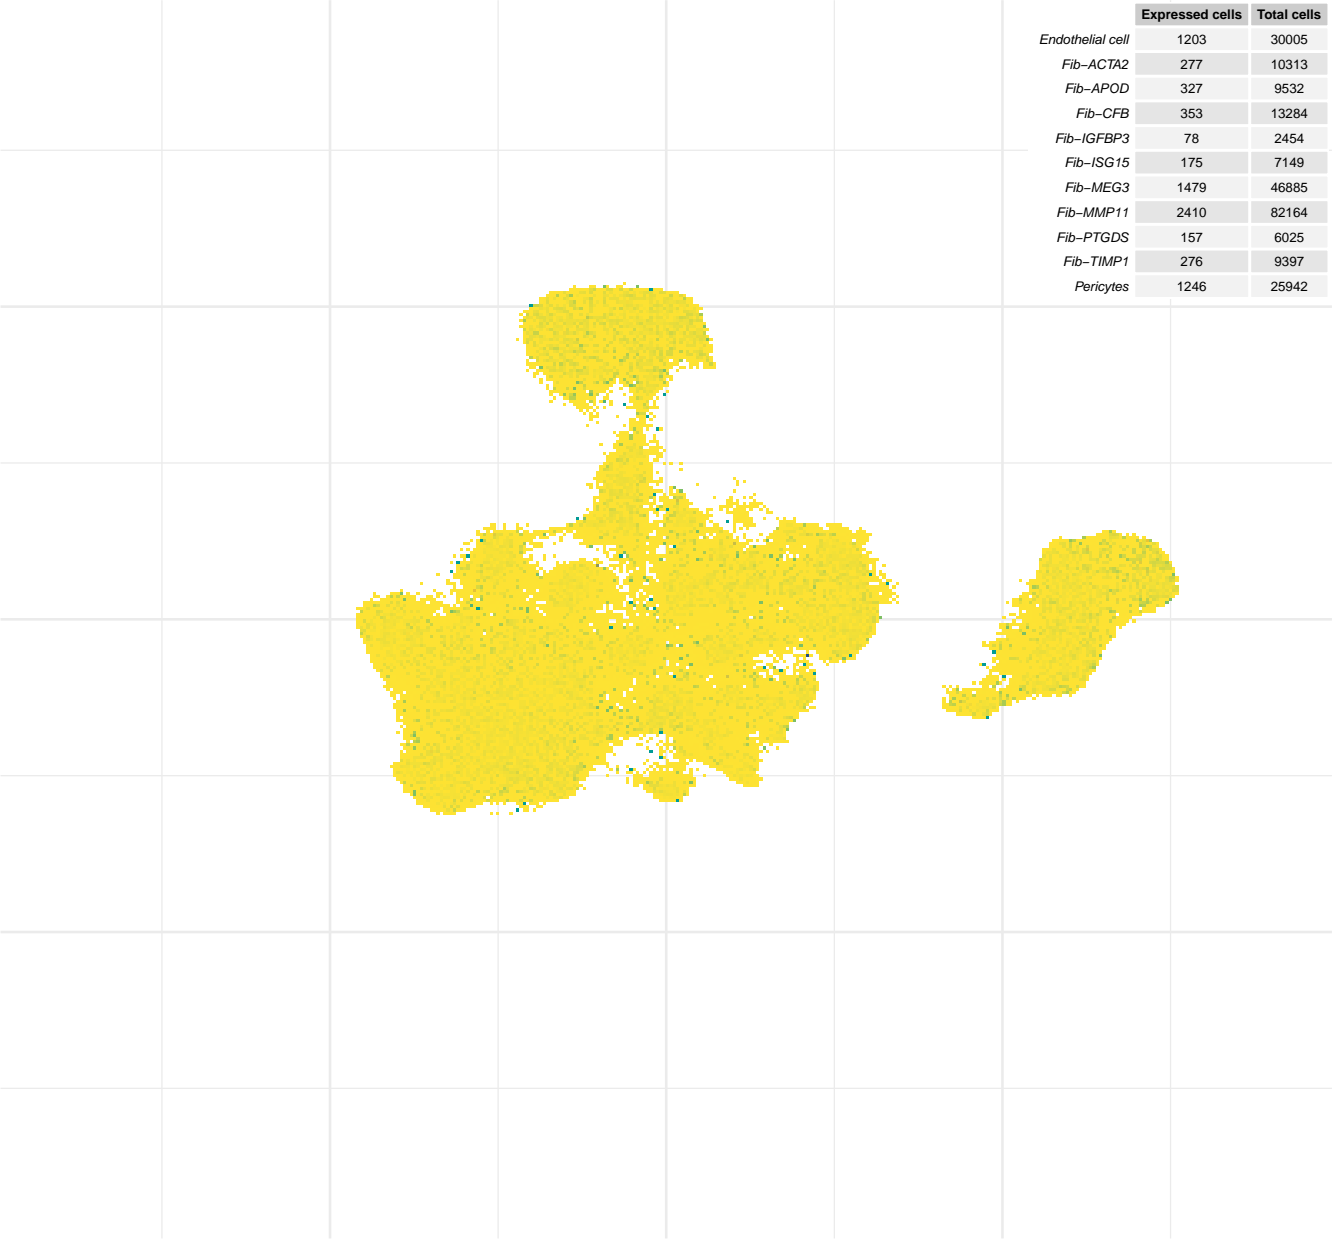 Expressed cells Total cells
Endothelial cell 1203 30005
Fib−ACTA2 277 10313
Fib−APOD 327 9532
Fib−CFB 353 13284
Fib−IGFBP3 78 2454
Fib−ISG15 175 7149
Fib−MEG3 1479 46885
Fib−MMP11 2410 82164
Fib−PTGDS 157 6025
Fib−TIMP1 276 9397
Pericytes 1246 25942